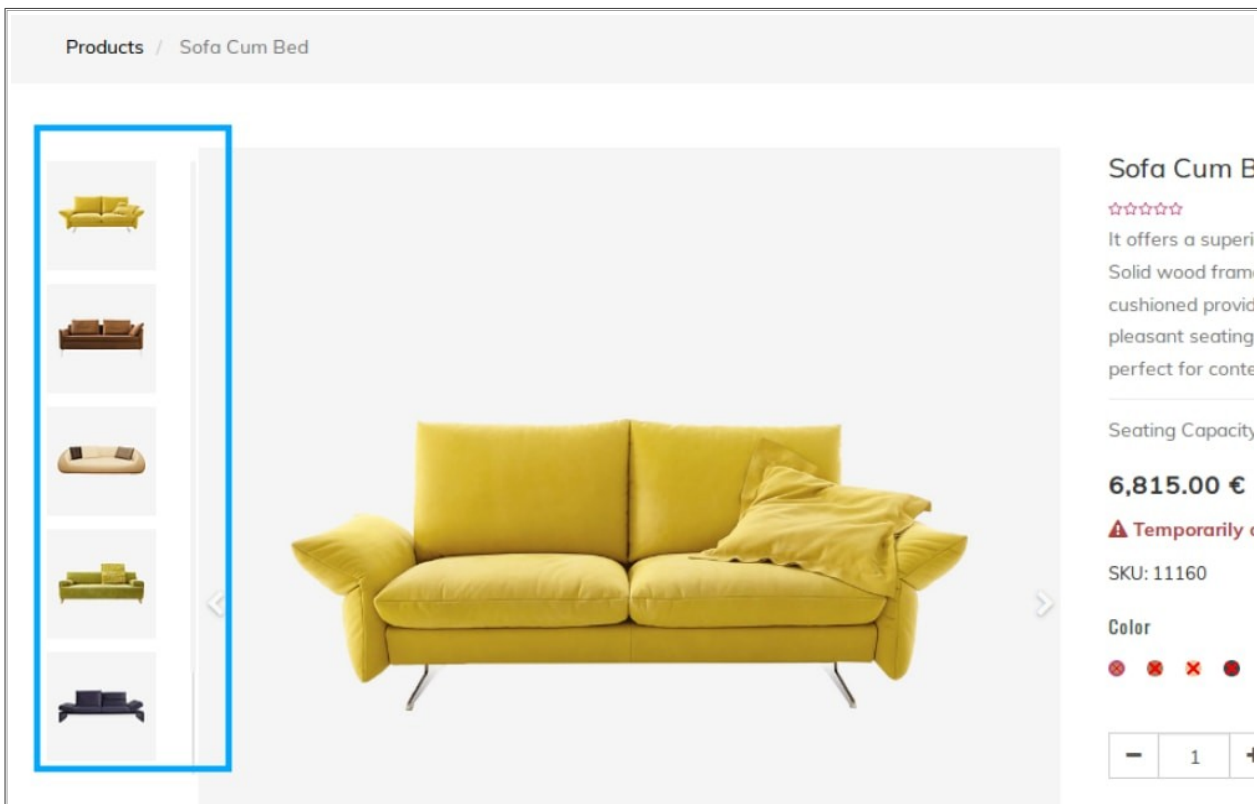 Products / Sofa Cum Bed
Sofa Cum B
It offers a superi
Solid wood fram
cushioned provid
pleasant seating
perfect for conte
Seating Capacity
6,815.00 €
Temporarily
SKU: 11160
Color
− 1 +